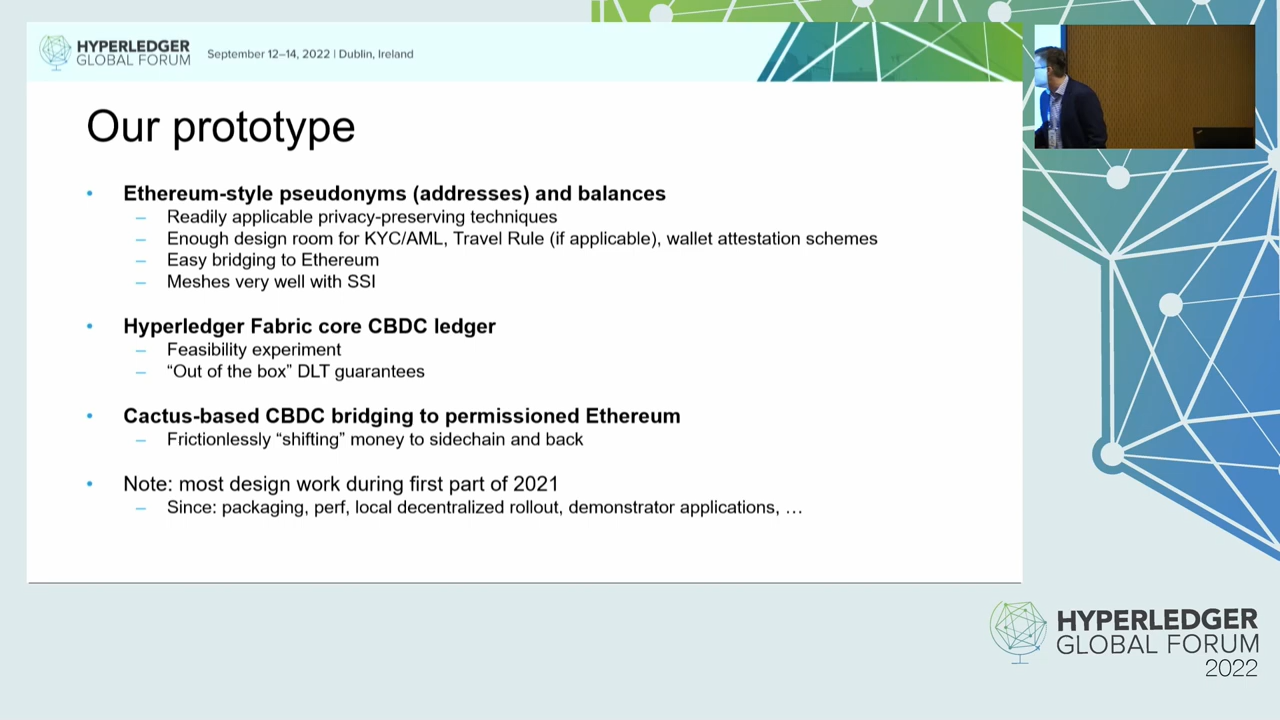 HYPERLEDGER
GLOBAL FORUM
September 12–14, 2022 | Dublin, Ireland
Our prototype
• Ethereum-style pseudonyms (addresses) and balances
– Readily applicable privacy-preserving techniques
– Enough design room for KYC/AML, Travel Rule (if applicable), wallet attestation schemes
– Easy bridging to Ethereum
– Meshes very well with SSI
• Hyperledger Fabric core CBDC ledger
– Feasibility experiment
– “Out of the box” DLT guarantees
• Cactus-based CBDC bridging to permissioned Ethereum
– Frictionlessly “shifting” money to sidechain and back
• Note: most design work during first part of 2021
– Since: packaging, perf, local decentralized rollout, demonstrator applications, …
HYPERLEDGER
GLOBAL FORUM
2022